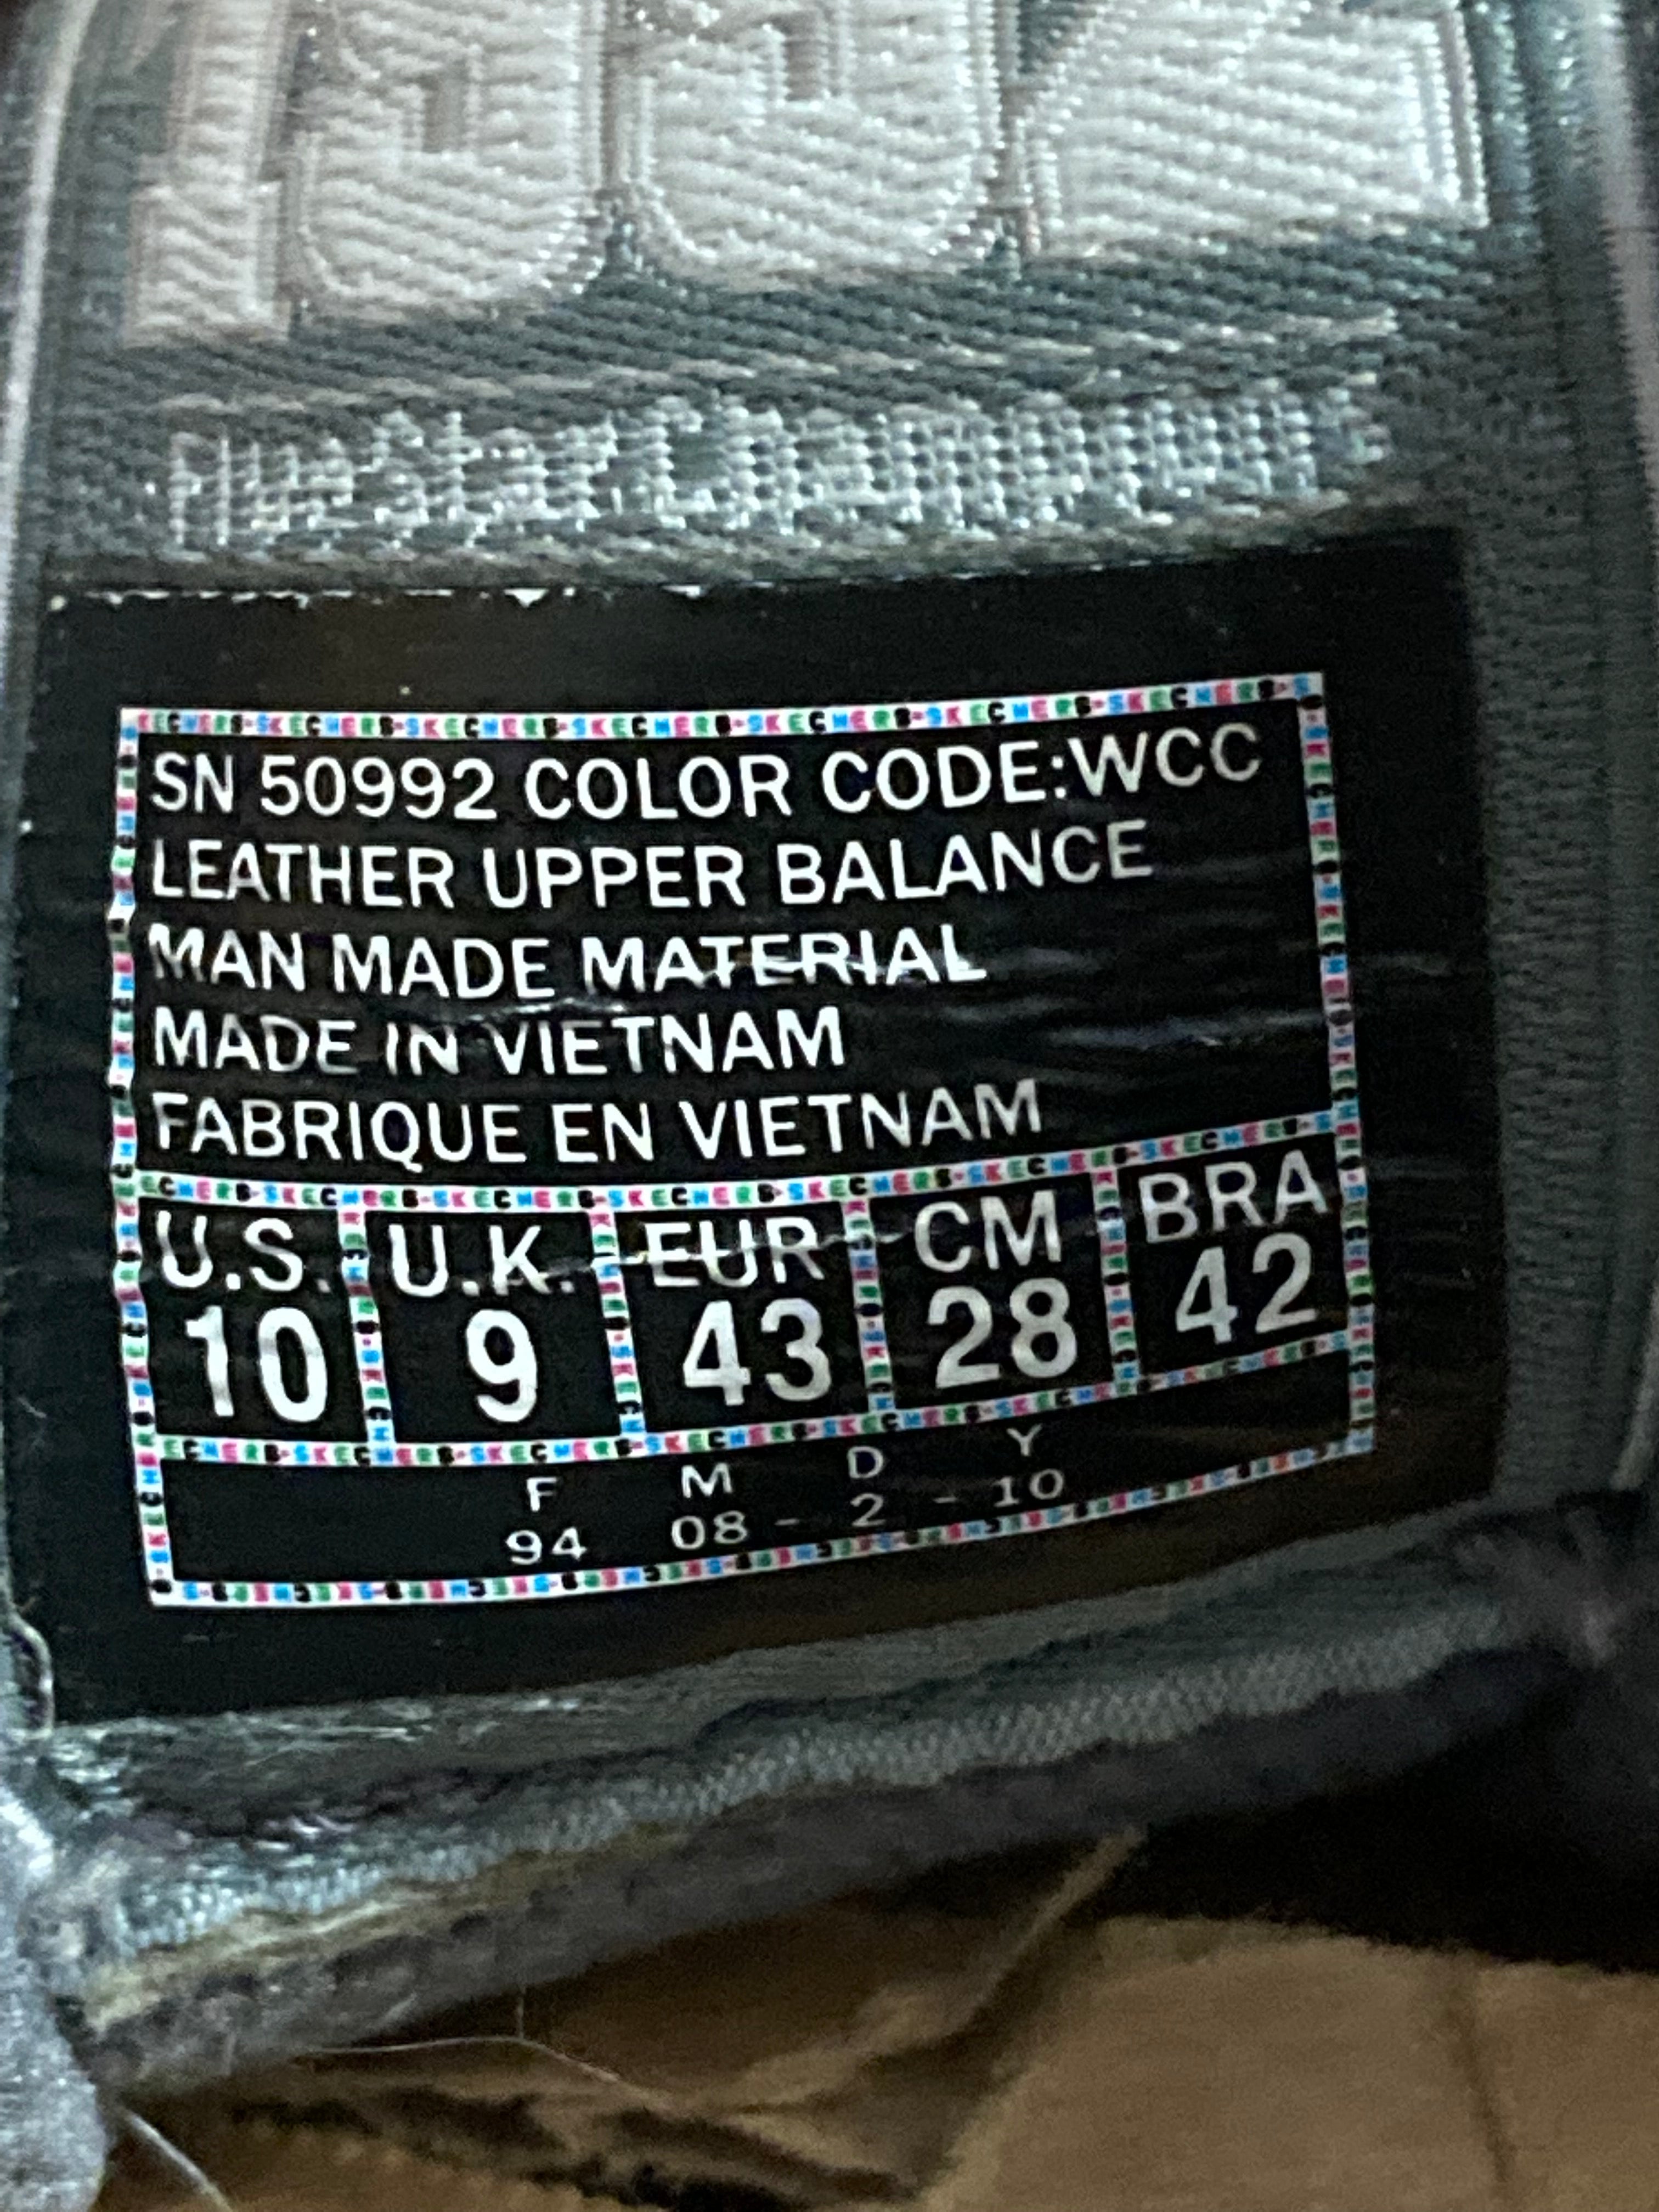 SN 50992 COLOR CODE:WCC
LEATHER UPPER BALANCE
MAN MADE MATERIAL
MADE IN VIETNAM
FABRIQUE EN VIETNAM
U.S. U.K. EUR CM BRA
10 9 43 28 42
F M D Y
94 08 - 2 - 10